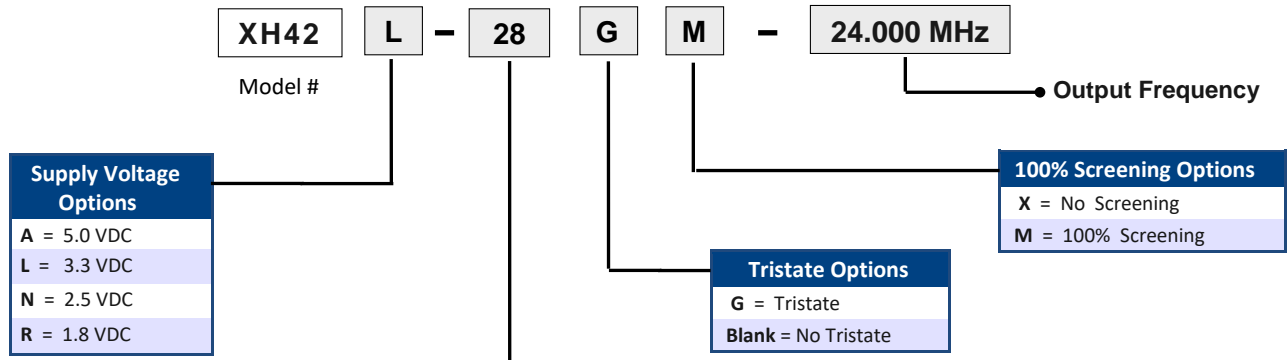 XH42 L – 28 G M – 24.000 MHz
Model #
Output Frequency
Supply Voltage
Options
A = 5.0 VDC
L = 3.3 VDC
N = 2.5 VDC
R = 1.8 VDC
100% Screening Options
X = No Screening
M = 100% Screening
Tristate Options
G = Tristate
Blank = No Tristate